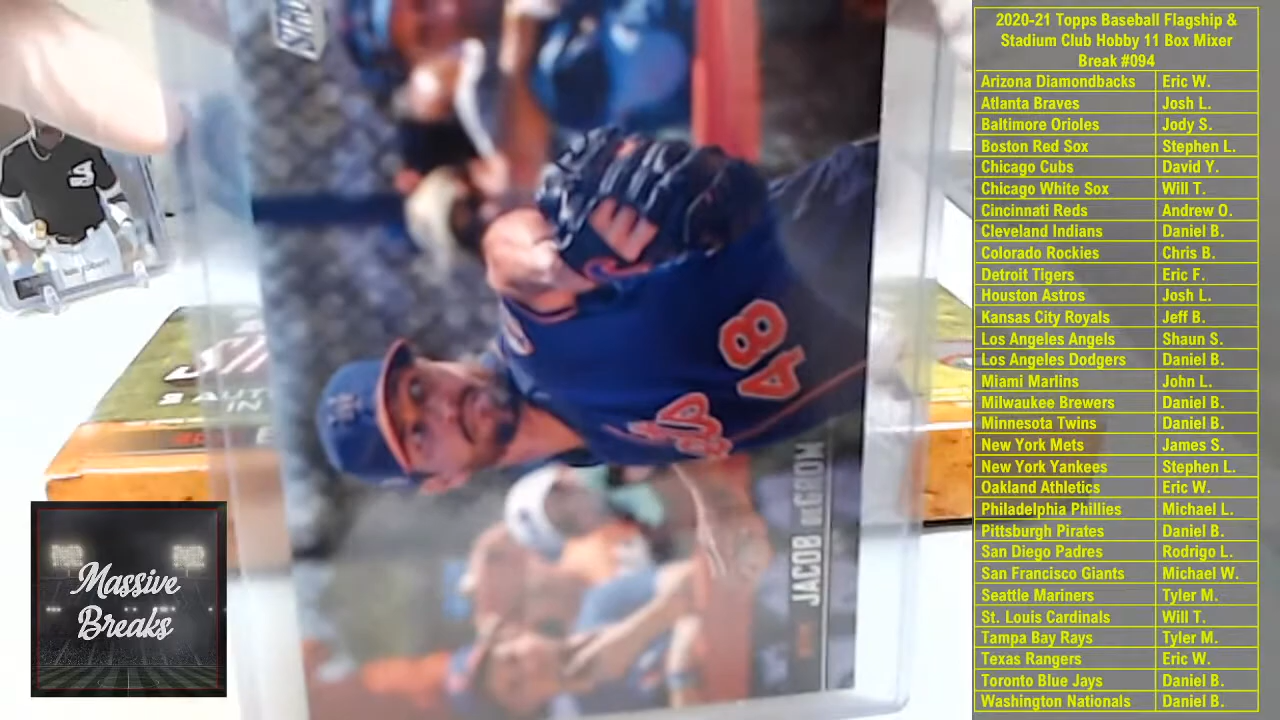 48
JACOB DEGROM
AUT
IN
Massive
Breaks
2020-21 Topps Baseball Flagship &
Stadium Club Hobby 11 Box Mixer
Break #094
Arizona Diamondbacks Eric W.
Atlanta Braves Josh L.
Baltimore Orioles Jody S.
Boston Red Sox Stephen L.
Chicago Cubs David Y.
Chicago White Sox Will T.
Cincinnati Reds Andrew O.
Cleveland Indians Daniel B.
Colorado Rockies Chris B.
Detroit Tigers Eric F.
Houston Astros Josh L.
Kansas City Royals Jeff B.
Los Angeles Angels Shaun S.
Los Angeles Dodgers Daniel B.
Miami Marlins John L.
Milwaukee Brewers Daniel B.
Minnesota Twins Daniel B.
New York Mets James S.
New York Yankees Stephen L.
Oakland Athletics Eric W.
Philadelphia Phillies Michael L.
Pittsburgh Pirates Daniel B.
San Diego Padres Rodrigo L.
San Francisco Giants Michael W.
Seattle Mariners Tyler M.
St. Louis Cardinals Will T.
Tampa Bay Rays Tyler M.
Texas Rangers Eric W.
Toronto Blue Jays Daniel B.
Washington Nationals Daniel B.